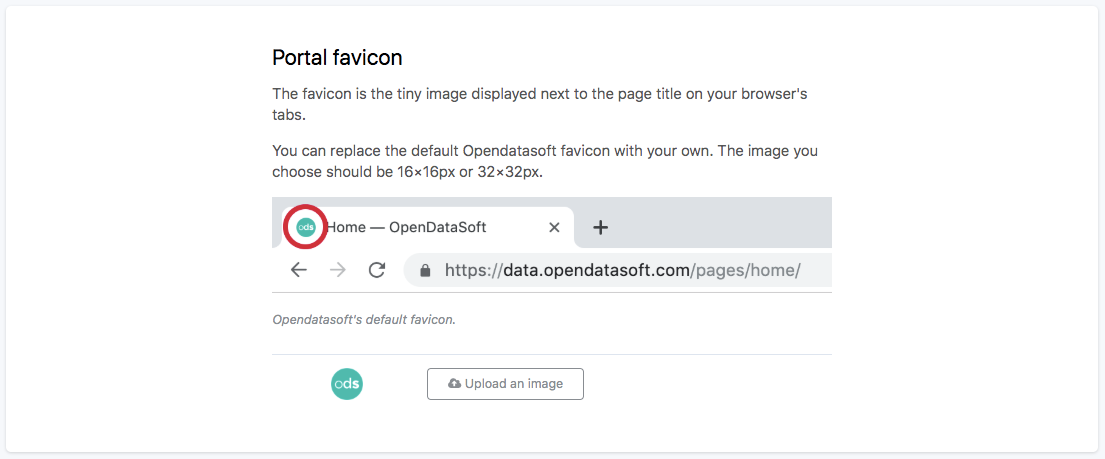 Portal favicon
The favicon is the tiny image displayed next to the page title on your browser's
tabs.
You can replace the default Opendatasoft favicon with your own. The image you
choose should be 16×16px or 32×32px.
ods Home — OpenDataSoft
https://data.opendatasoft.com/pages/home/
Opendatasoft's default favicon.
ods Upload an image